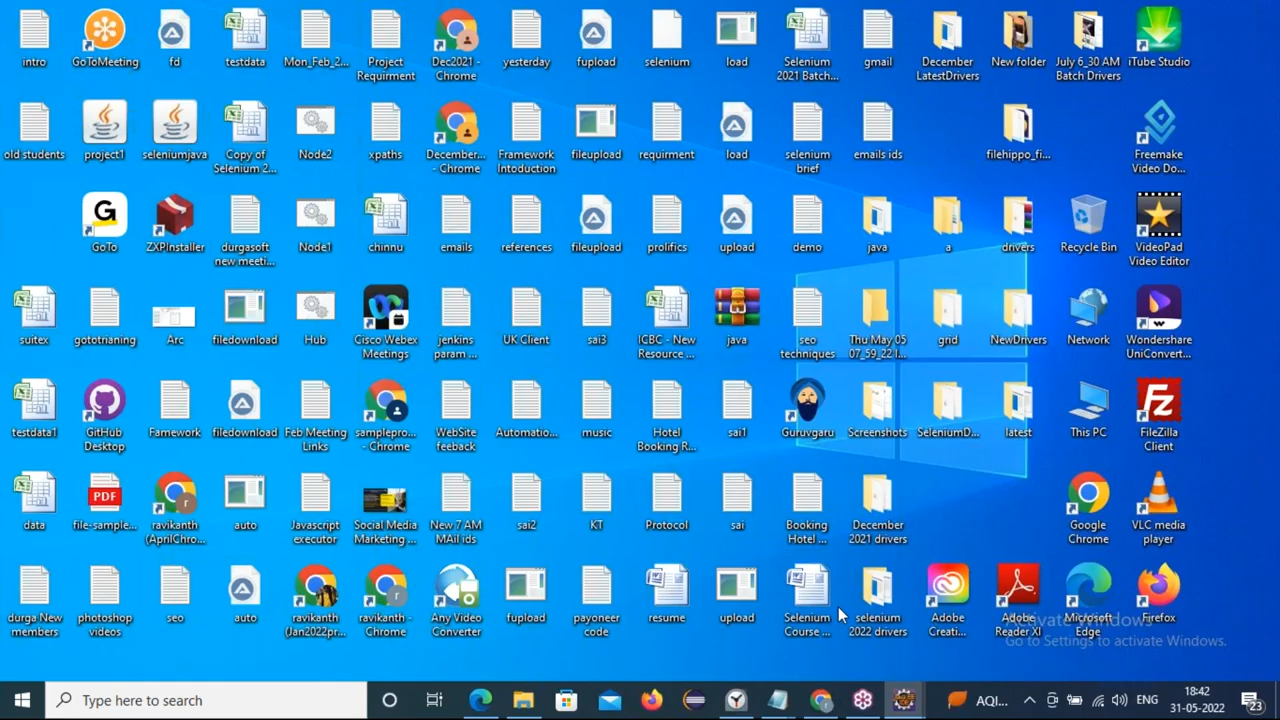 intro
GoToMeeting
fd
testdata
Mon_Feb_2...
Project
Requirment
Dec2021 -
Chrome
yesterday
fupload
selenium
load
Selenium
2021 Batch...
gmail
December
LatestDrivers
New folder
July 6_30 AM
Batch Drivers
iTube Studio
old students
project1
seleniumjava
Copy of
Selenium 2...
Node2
xpaths
December...
- Chrome
Framework
Intoduction
fileupload
requirment
load
selenium
brief
emails ids
filehippo_fi...
Freemake
Video Do...
G
GoTo
ZXPInstaller
durgasoft
new meeti...
Node1
chinnu
emails
references
fileupload
prolifics
upload
demo
java
a
drivers
Recycle Bin
VideoPad
Video Editor
suitex
gototrianing
Arc
filedownload
Hub
Cisco Webex
Meetings
jenkins
param ...
UK Client
sai3
ICBC - New
Resource ...
java
seo
techniques
Thu May 05
07_59_22 I...
grid
NewDrivers
Network
Wondershare
UniConvert...
testdata1
GitHub
Desktop
Famework
filedownload
Feb Meeting
Links
samplepro...
- Chrome
WebSite
feeback
Automatio...
music
Hotel
Booking R...
sai1
Guruvgaru
Screenshots
SeleniumD...
latest
This PC
Fz
FileZilla
Client
data
PDF
file-sample...
r
ravikanth
(AprilChro...
auto
Javascript
executor
Social Media
Marketing ...
New 7 AM
MAil ids
sai2
KT
Protocol
sai
Booking
Hotel ...
December
2021 drivers
Google
Chrome
VLC media
player
durga New
members
photoshop
videos
seo
auto
ravikanth
(Jan2022pr...
r
ravikanth -
Chrome
Any Video
Converter
fupload
payoneer
code
resume
upload
Selenium
Course ...
selenium
2022 drivers
Adobe
Creati...
Adobe
Reader XI
Microsoft
Edge
Firefox
Activate Windows
Go to Settings to activate Windows.
Type here to search
AQI...
ENG
18:42
31-05-2022
23